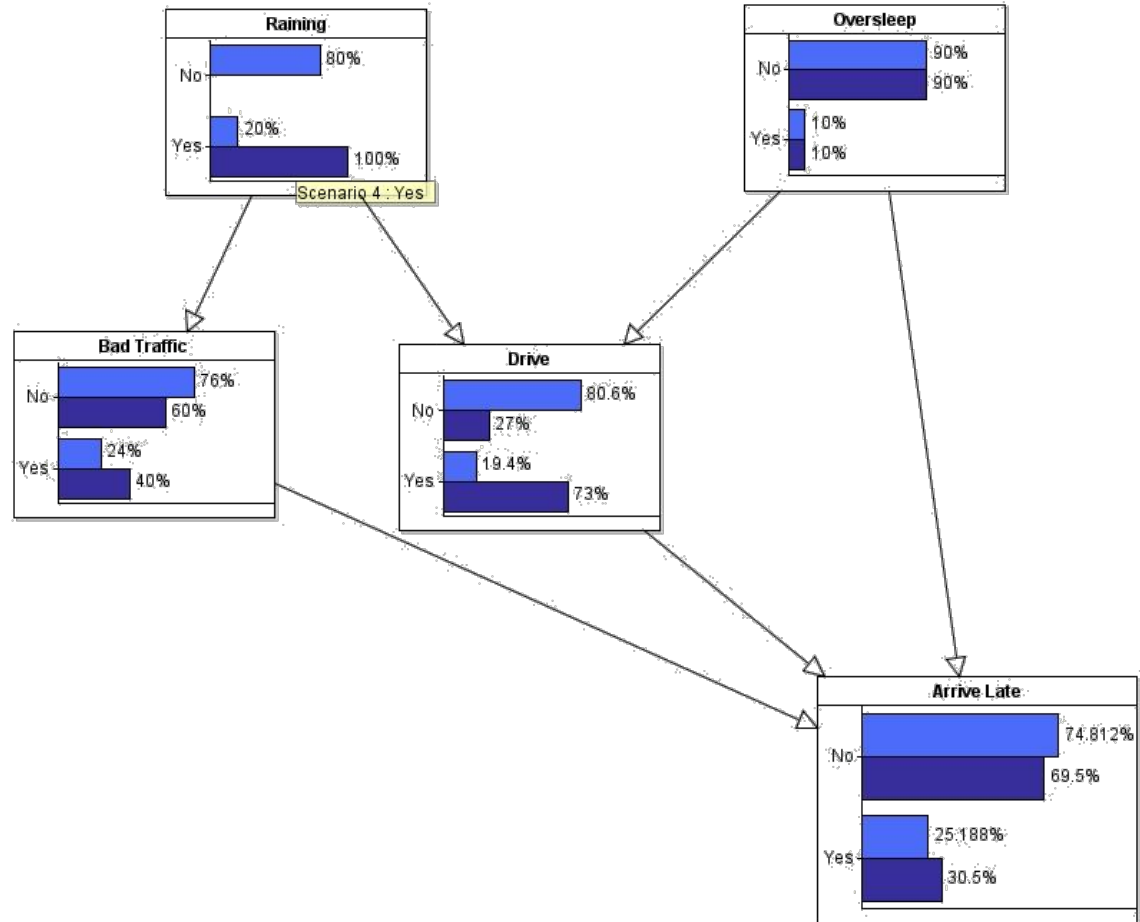 Raining
No
80%
Yes
20%
100%
Scenario 4 : Yes
Oversleep
No
90%
90%
Yes
10%
10%
Bad Traffic
No
76%
60%
Yes
24%
40%
Drive
No
80.6%
27%
Yes
19.4%
73%
Arrive Late
No
74.812%
69.5%
Yes
25.188%
30.5%